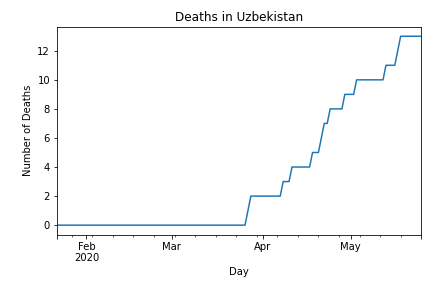 Deaths in Uzbekistan
12
10
8
6
4
2
0
Number of Deaths
Feb
2020
Mar
Apr
May
Day